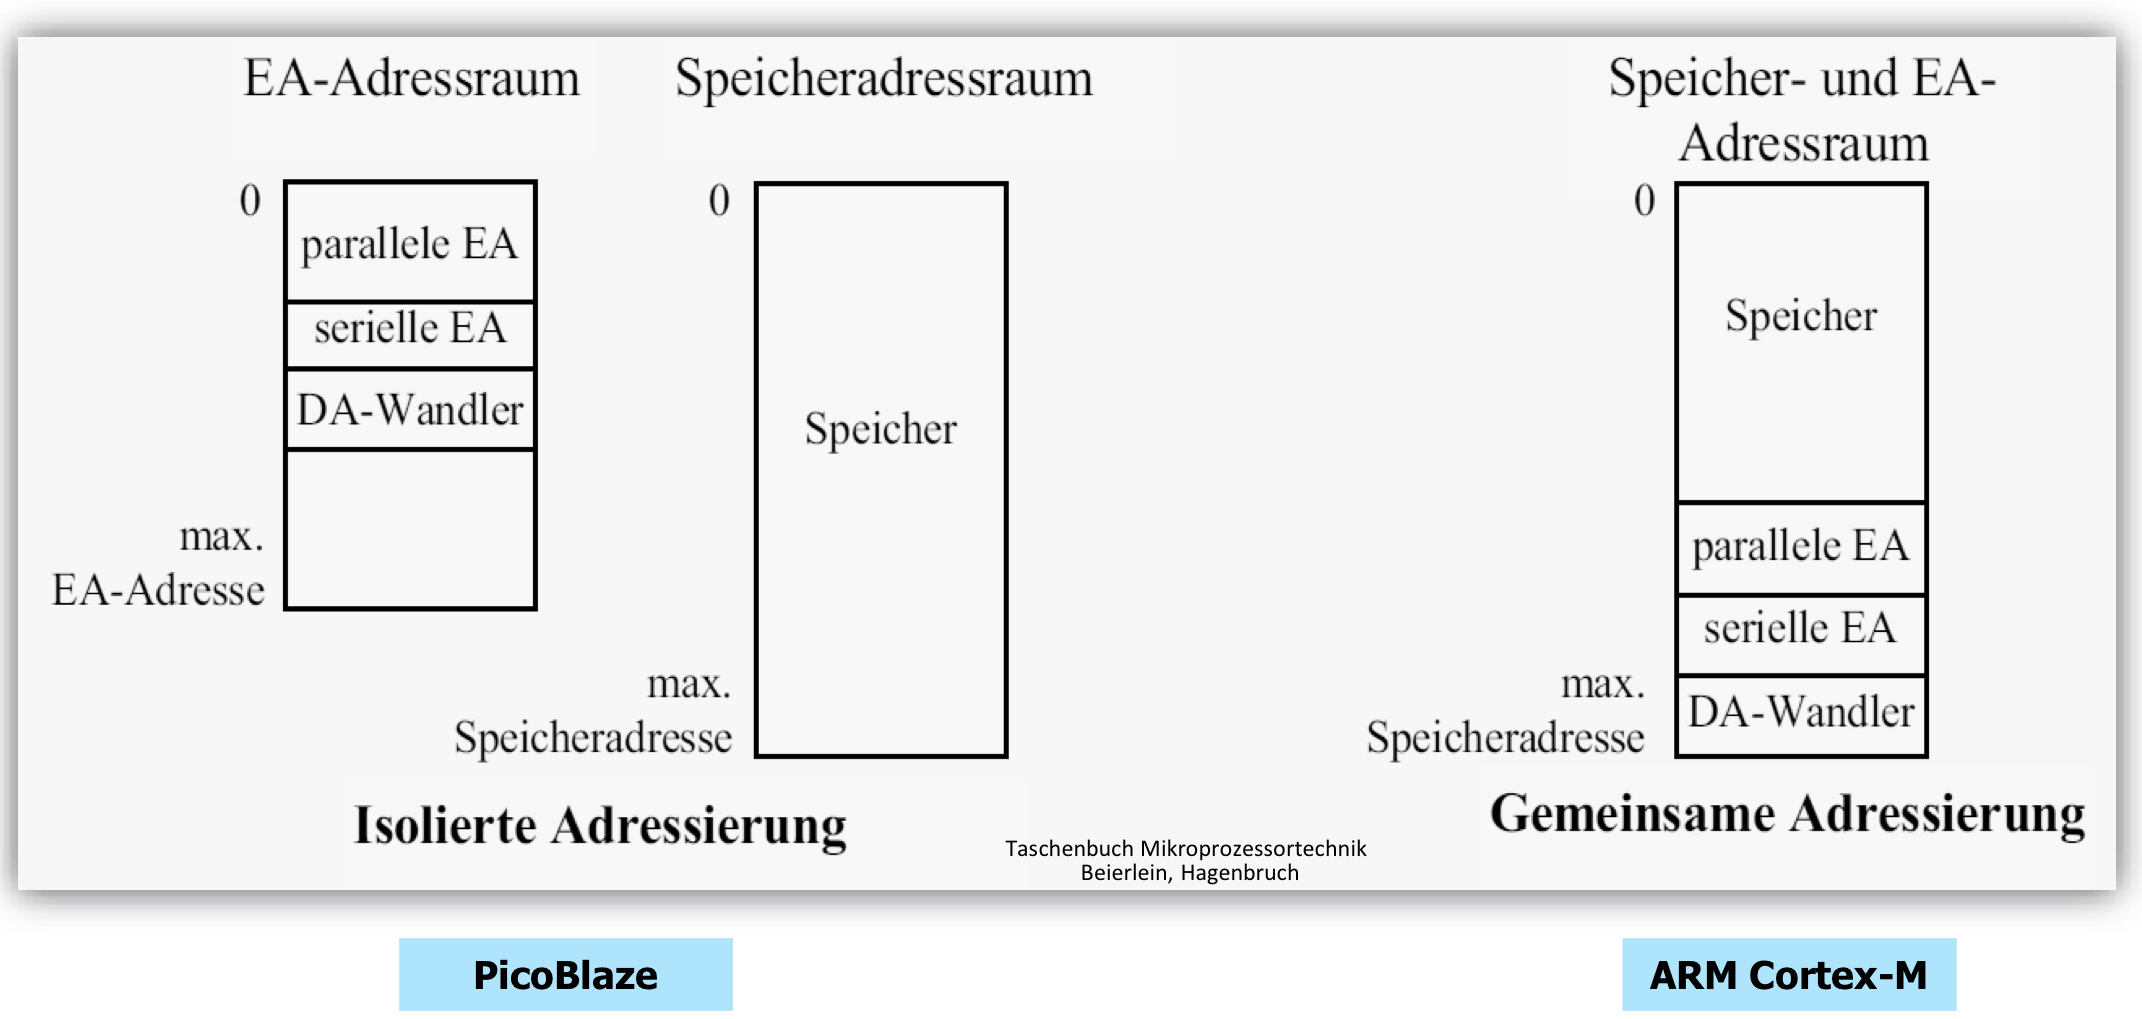 EA-Adressraum
0
parallele EA
serielle EA
DA-Wandler
max.
EA-Adresse
Speicheradressraum
0
Speicher
max.
Speicheradresse
Isolierte Adressierung
Speicher- und EA-
Adressraum
0
Speicher
parallele EA
serielle EA
DA-Wandler
max.
Speicheradresse
Gemeinsame Adressierung
Taschenbuch Mikroprozessortechnik
Beierlein, Hagenbruch
PicoBlaze
ARM Cortex-M